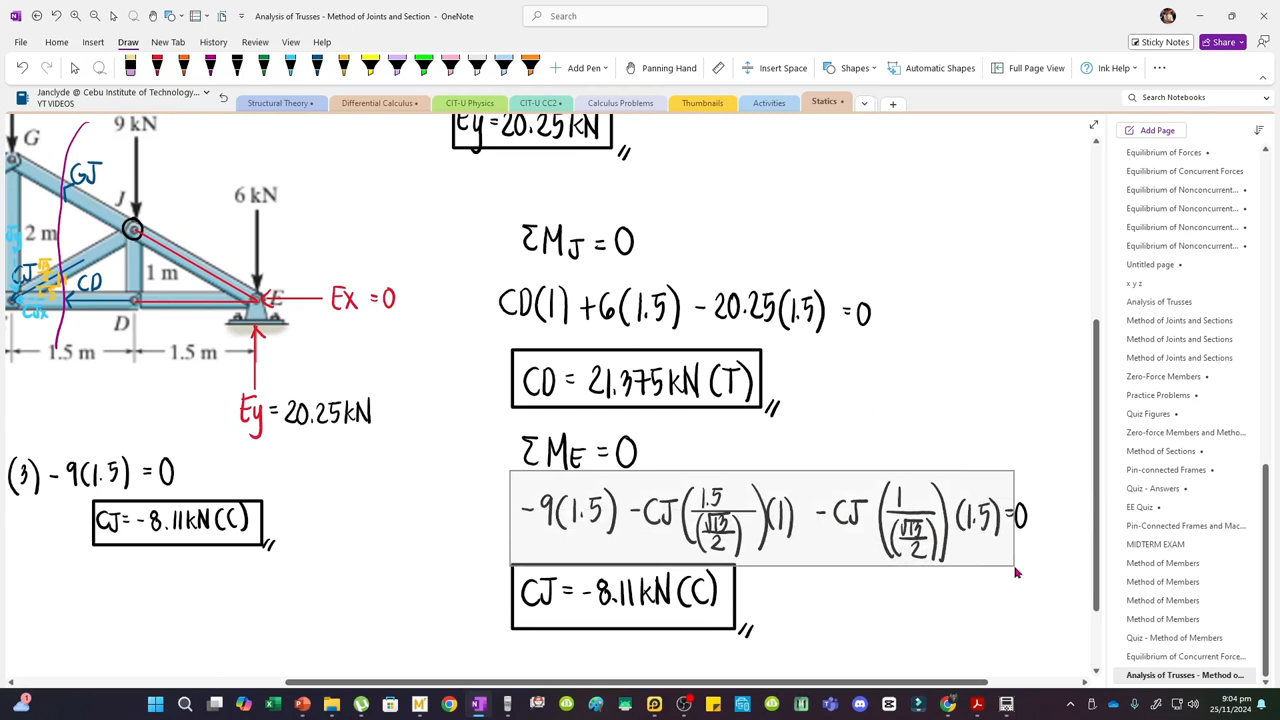 Analysis of Trusses - Method of Joints and Section - OneNote
Search
File Home Insert Draw New Tab History Review View Help
Sticky Notes Share
Add Pen Panning Hand Insert Space Shapes Automatic Shapes Full Page View Ink Help
Janclyde @ Cebu Institute of Technology...
YT VIDEOS
Structural Theory Differential Calculus CIT-U Physics CIT-U CC2 Calculus Problems Thumbnails Activities Statics
Search Notebooks
Add Page
Equilibrium of Forces
Equilibrium of Concurrent Forces
Equilibrium of Nonconcurrent...
Equilibrium of Nonconcurrent...
Equilibrium of Nonconcurrent...
Equilibrium of Nonconcurrent...
Untitled page
x y z
Analysis of Trusses
Method of Joints and Sections
Method of Joints and Sections
Method of Joints and Sections
Zero-Force Members
Practice Problems
Quiz Figures
Zero-force Members and Metho...
Method of Sections
Pin-connected Frames
Quiz - Answers
EE Quiz
Pin-Connected Frames and Mac...
MIDTERM EXAM
Method of Members
Method of Members
Method of Members
Method of Members
Quiz - Method of Members
Equilibrium of Concurrent Force...
Analysis of Trusses - Method o...
Ey = 20.25 kN
9 kN
G
GJ
J
6 kN
2 m
CJ
CD
1 m
E
Ex = 0
CJx
D
1.5 m 1.5 m
Ey = 20.25 kN
(3) - 9(1.5) = 0
CJ = -8.11 kN (C)
ΣMJ = 0
CD(1) + 6(1.5) - 20.25(1.5) = 0
CD = 21.375 kN (T)
ΣME = 0
-9(1.5) - CJ(1.5/(√13/2))(1) - CJ(1/(√13/2))(1.5) = 0
CJ = -8.11 kN (C)
9:04 pm
25/11/2024